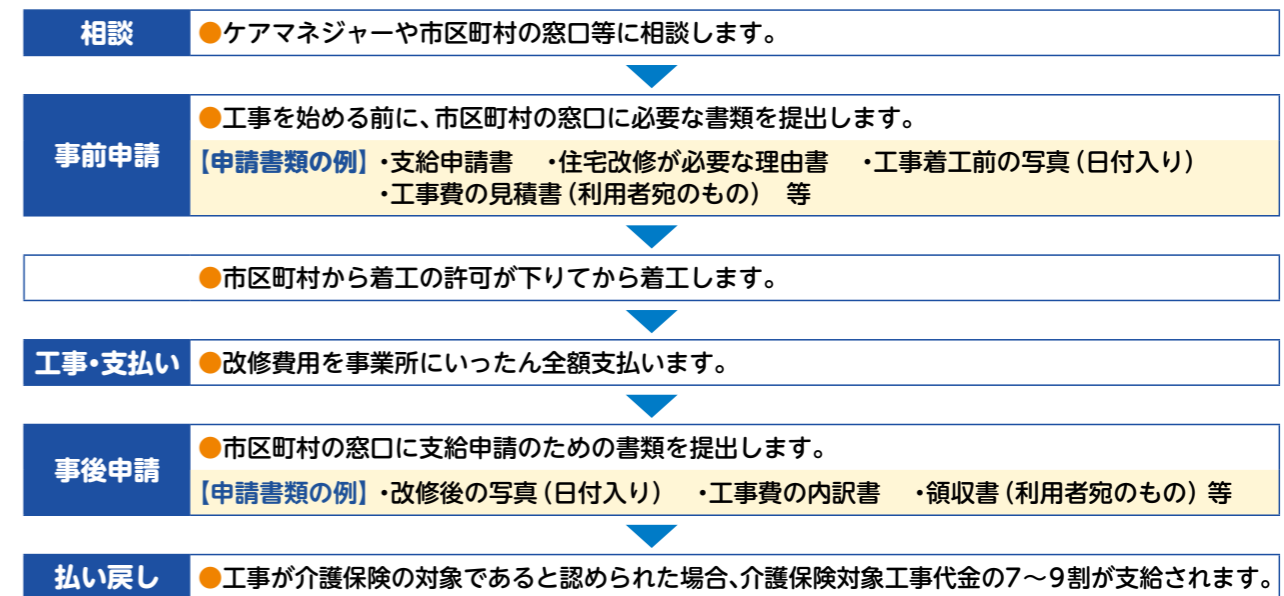 相談
●ケアマネジャーや市区町村の窓口等に相談します。
事前申請
●工事を始める前に、市区町村の窓口に必要な書類を提出します。
【申請書類の例】・支給申請書 ・住宅改修が必要な理由書 ・工事着工前の写真(日付入り)
・工事費の見積書(利用者宛のもの) 等
●市区町村から着工の許可が下りてから着工します。
工事・支払い
●改修費用を事業所にいったん全額支払います。
事後申請
●市区町村の窓口に支給申請のための書類を提出します。
【申請書類の例】・改修後の写真(日付入り) ・工事費の内訳書 ・領収書(利用者宛のもの)等
払い戻し
●工事が介護保険の対象であると認められた場合、介護保険対象工事代金の7～9割が支給されます。